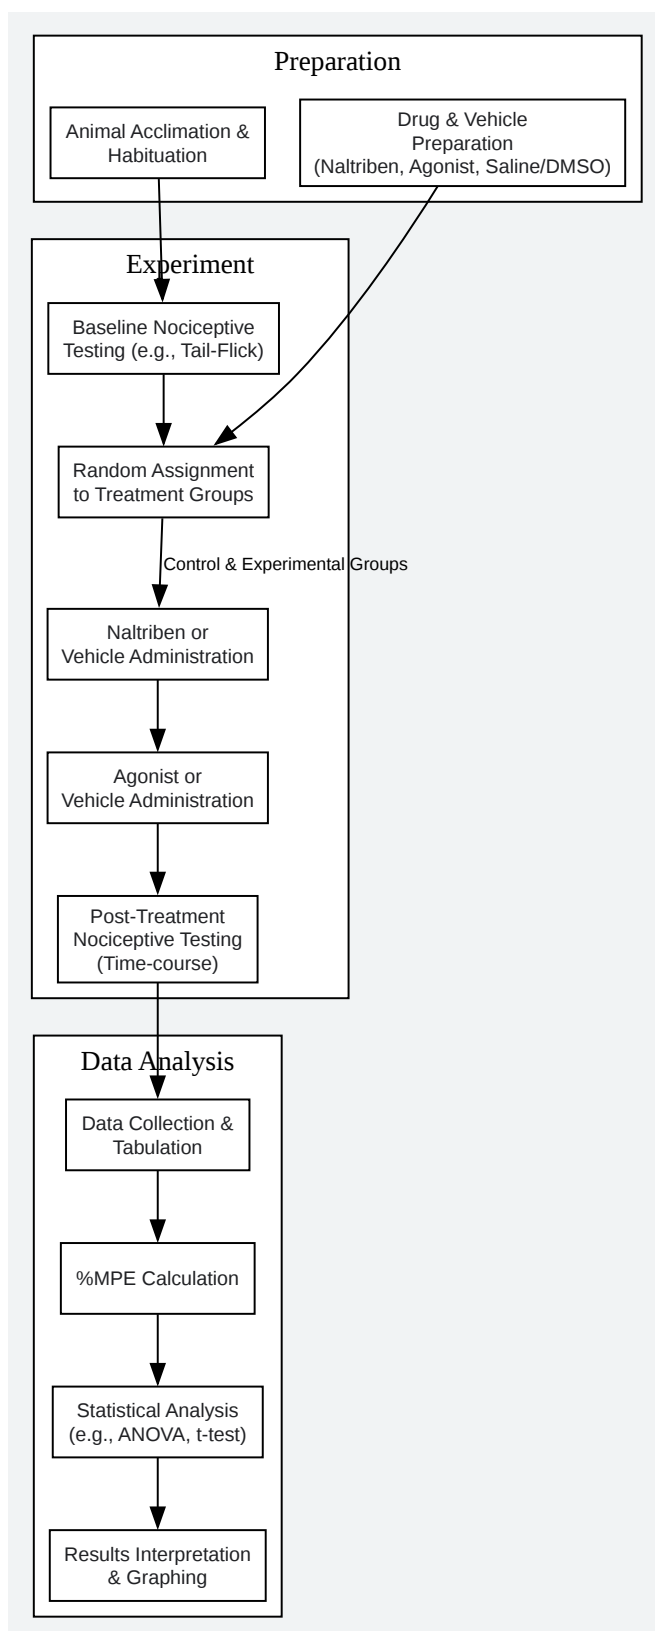 Preparation
Animal Acclimation &
Habituation
Drug & Vehicle
Preparation
(Naltriben, Agonist, Saline/DMSO)
Experiment
Baseline Nociceptive
Testing (e.g., Tail-Flick)
Random Assignment
to Treatment Groups
Control & Experimental Groups
Naltriben or
Vehicle Administration
Agonist or
Vehicle Administration
Post-Treatment
Nociceptive Testing
(Time-course)
Data Analysis
Data Collection &
Tabulation
%MPE Calculation
Statistical Analysis
(e.g., ANOVA, t-test)
Results Interpretation
& Graphing